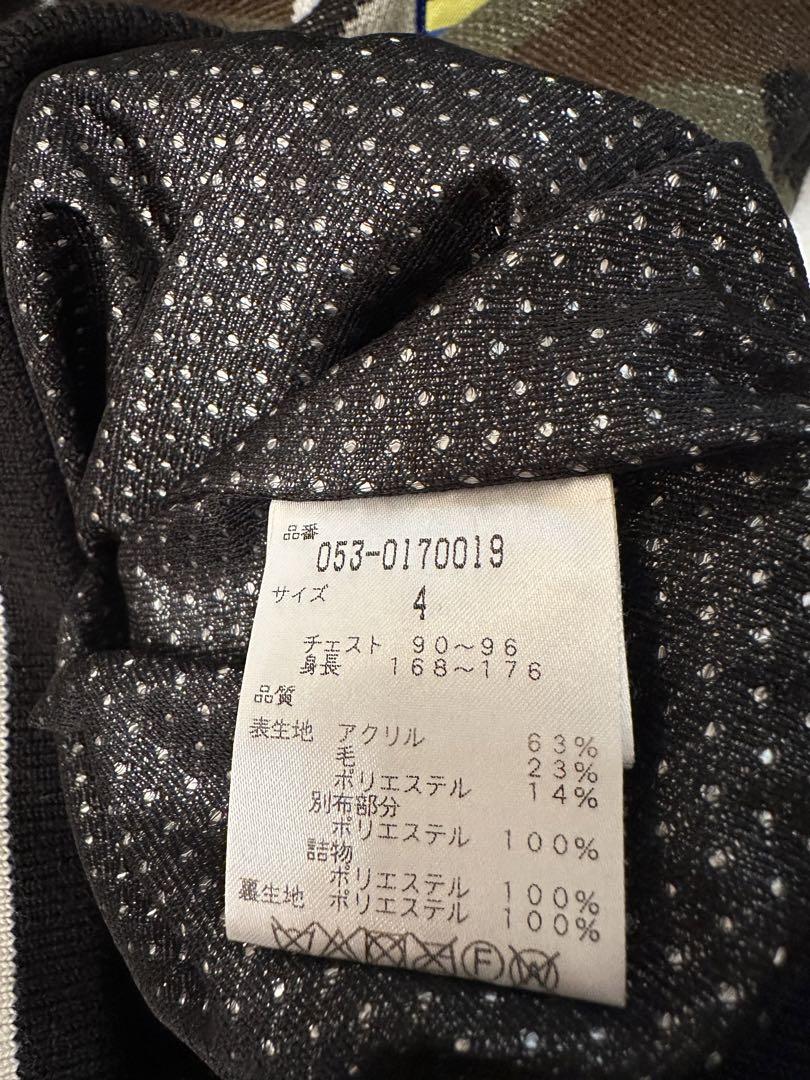 品番
053-0170019
サイズ 4
チェスト 90～96
身長 168～176
品質
表生地 アクリル 63%
毛 23%
ポリエステル 14%
別布部分
ポリエステル 100%
詰物
ポリエステル 100%
裏生地 ポリエステル 100%
F W